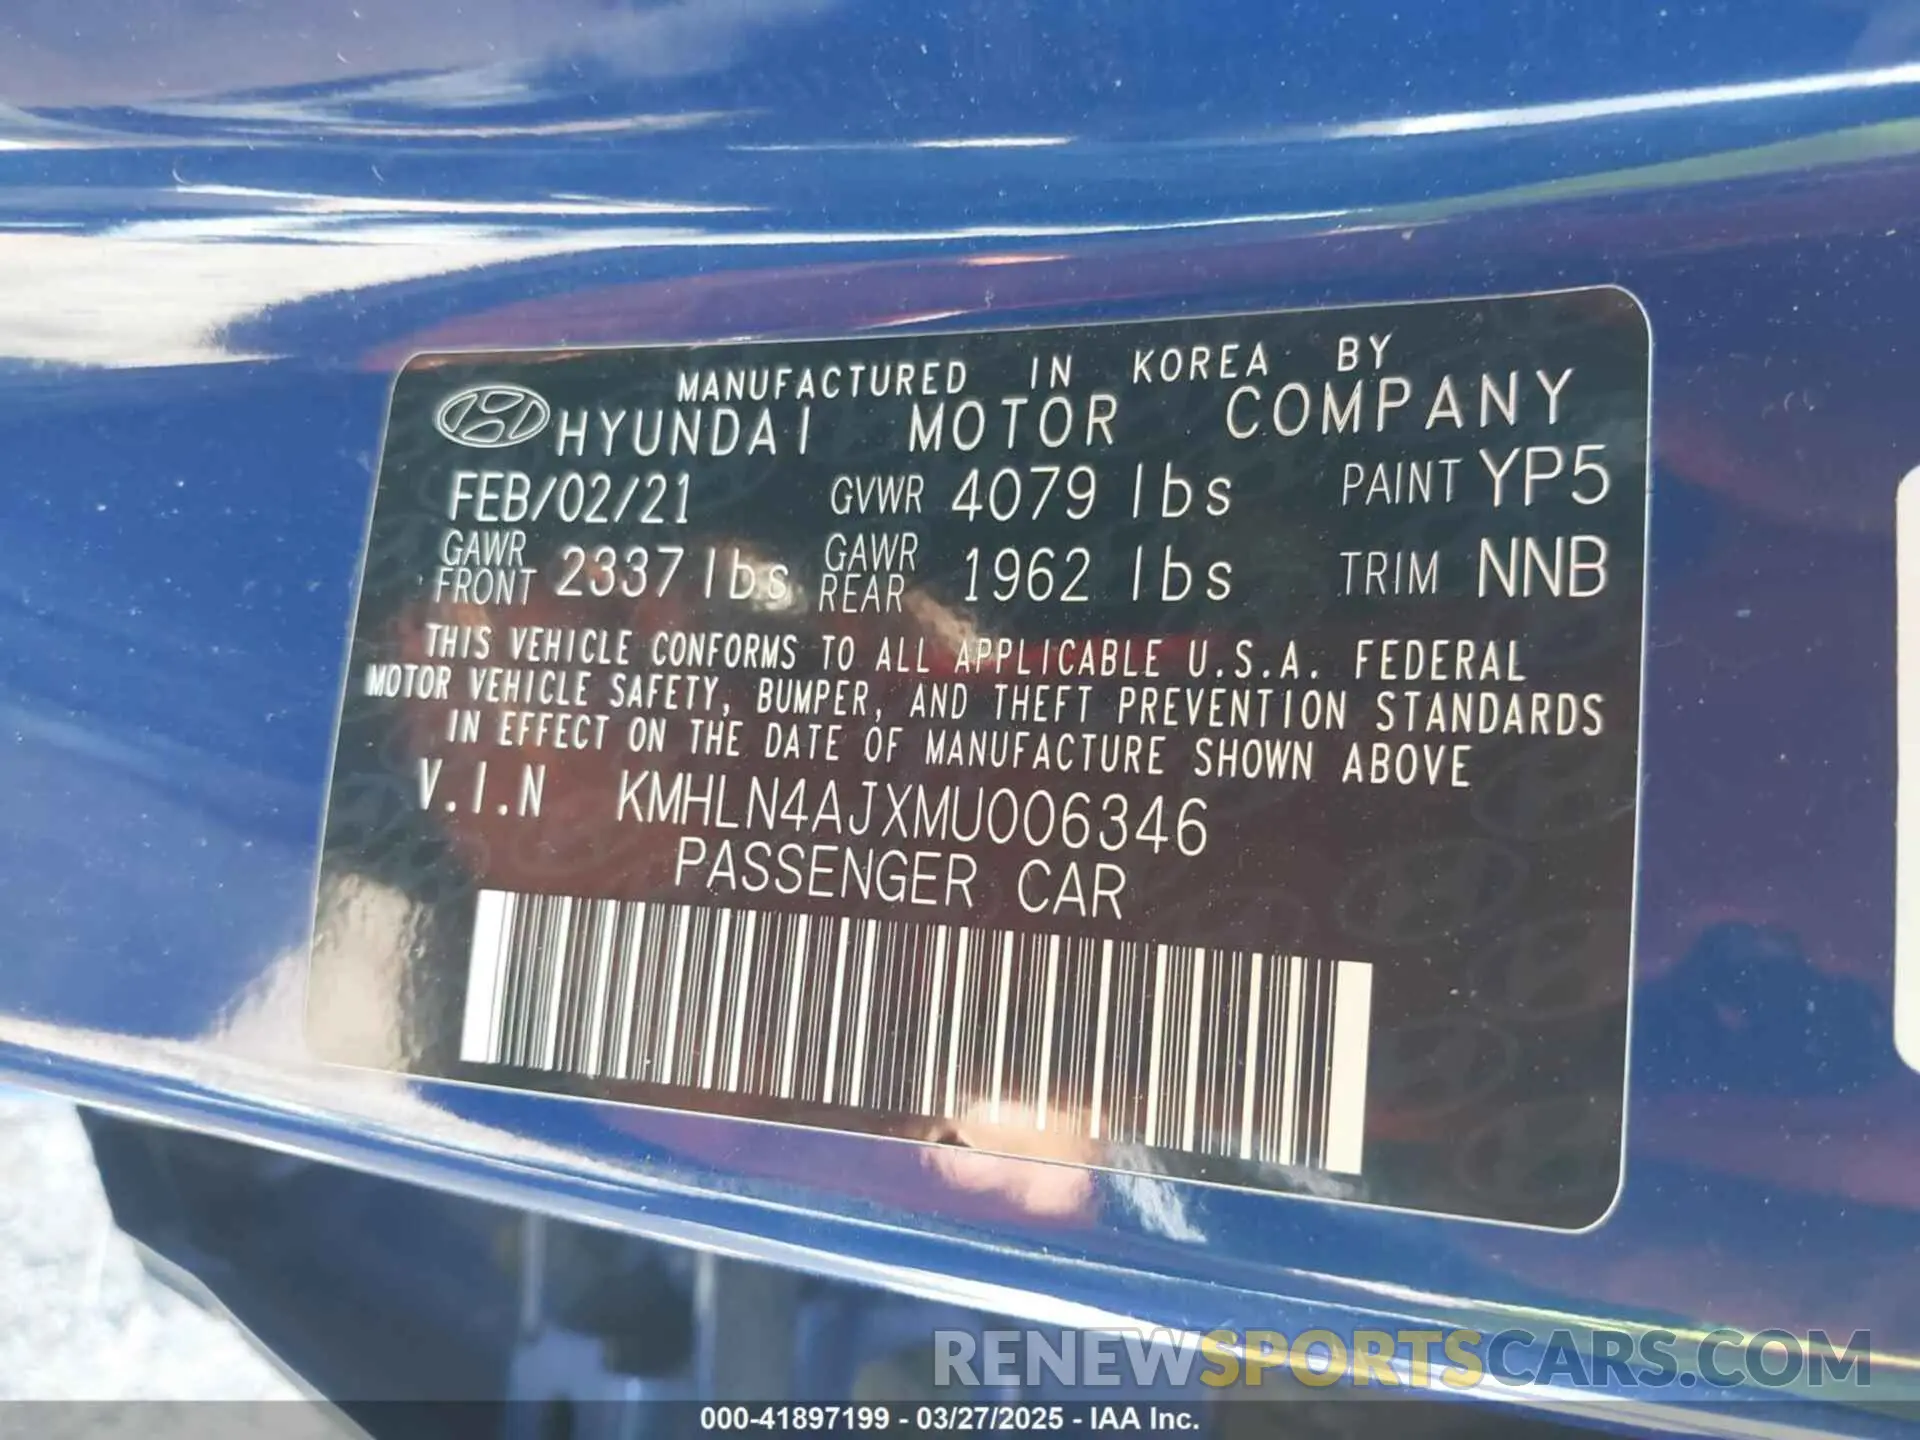 MANUFACTURED IN KOREA BY
HYUNDAI MOTOR COMPANY
FEB/02/21 GVWR 4079 lbs PAINT YP5
GAWR FRONT 2337 lbs GAWR REAR 1962 lbs TRIM NNB
THIS VEHICLE CONFORMS TO ALL APPLICABLE U.S.A. FEDERAL
MOTOR VEHICLE SAFETY, BUMPER, AND THEFT PREVENTION STANDARDS
IN EFFECT ON THE DATE OF MANUFACTURE SHOWN ABOVE
V.I.N KMHLN4AJXMU006346
PASSENGER CAR
RENEWSPORTSCARS.COM
000-41897199 - 03/27/2025 - IAA Inc.